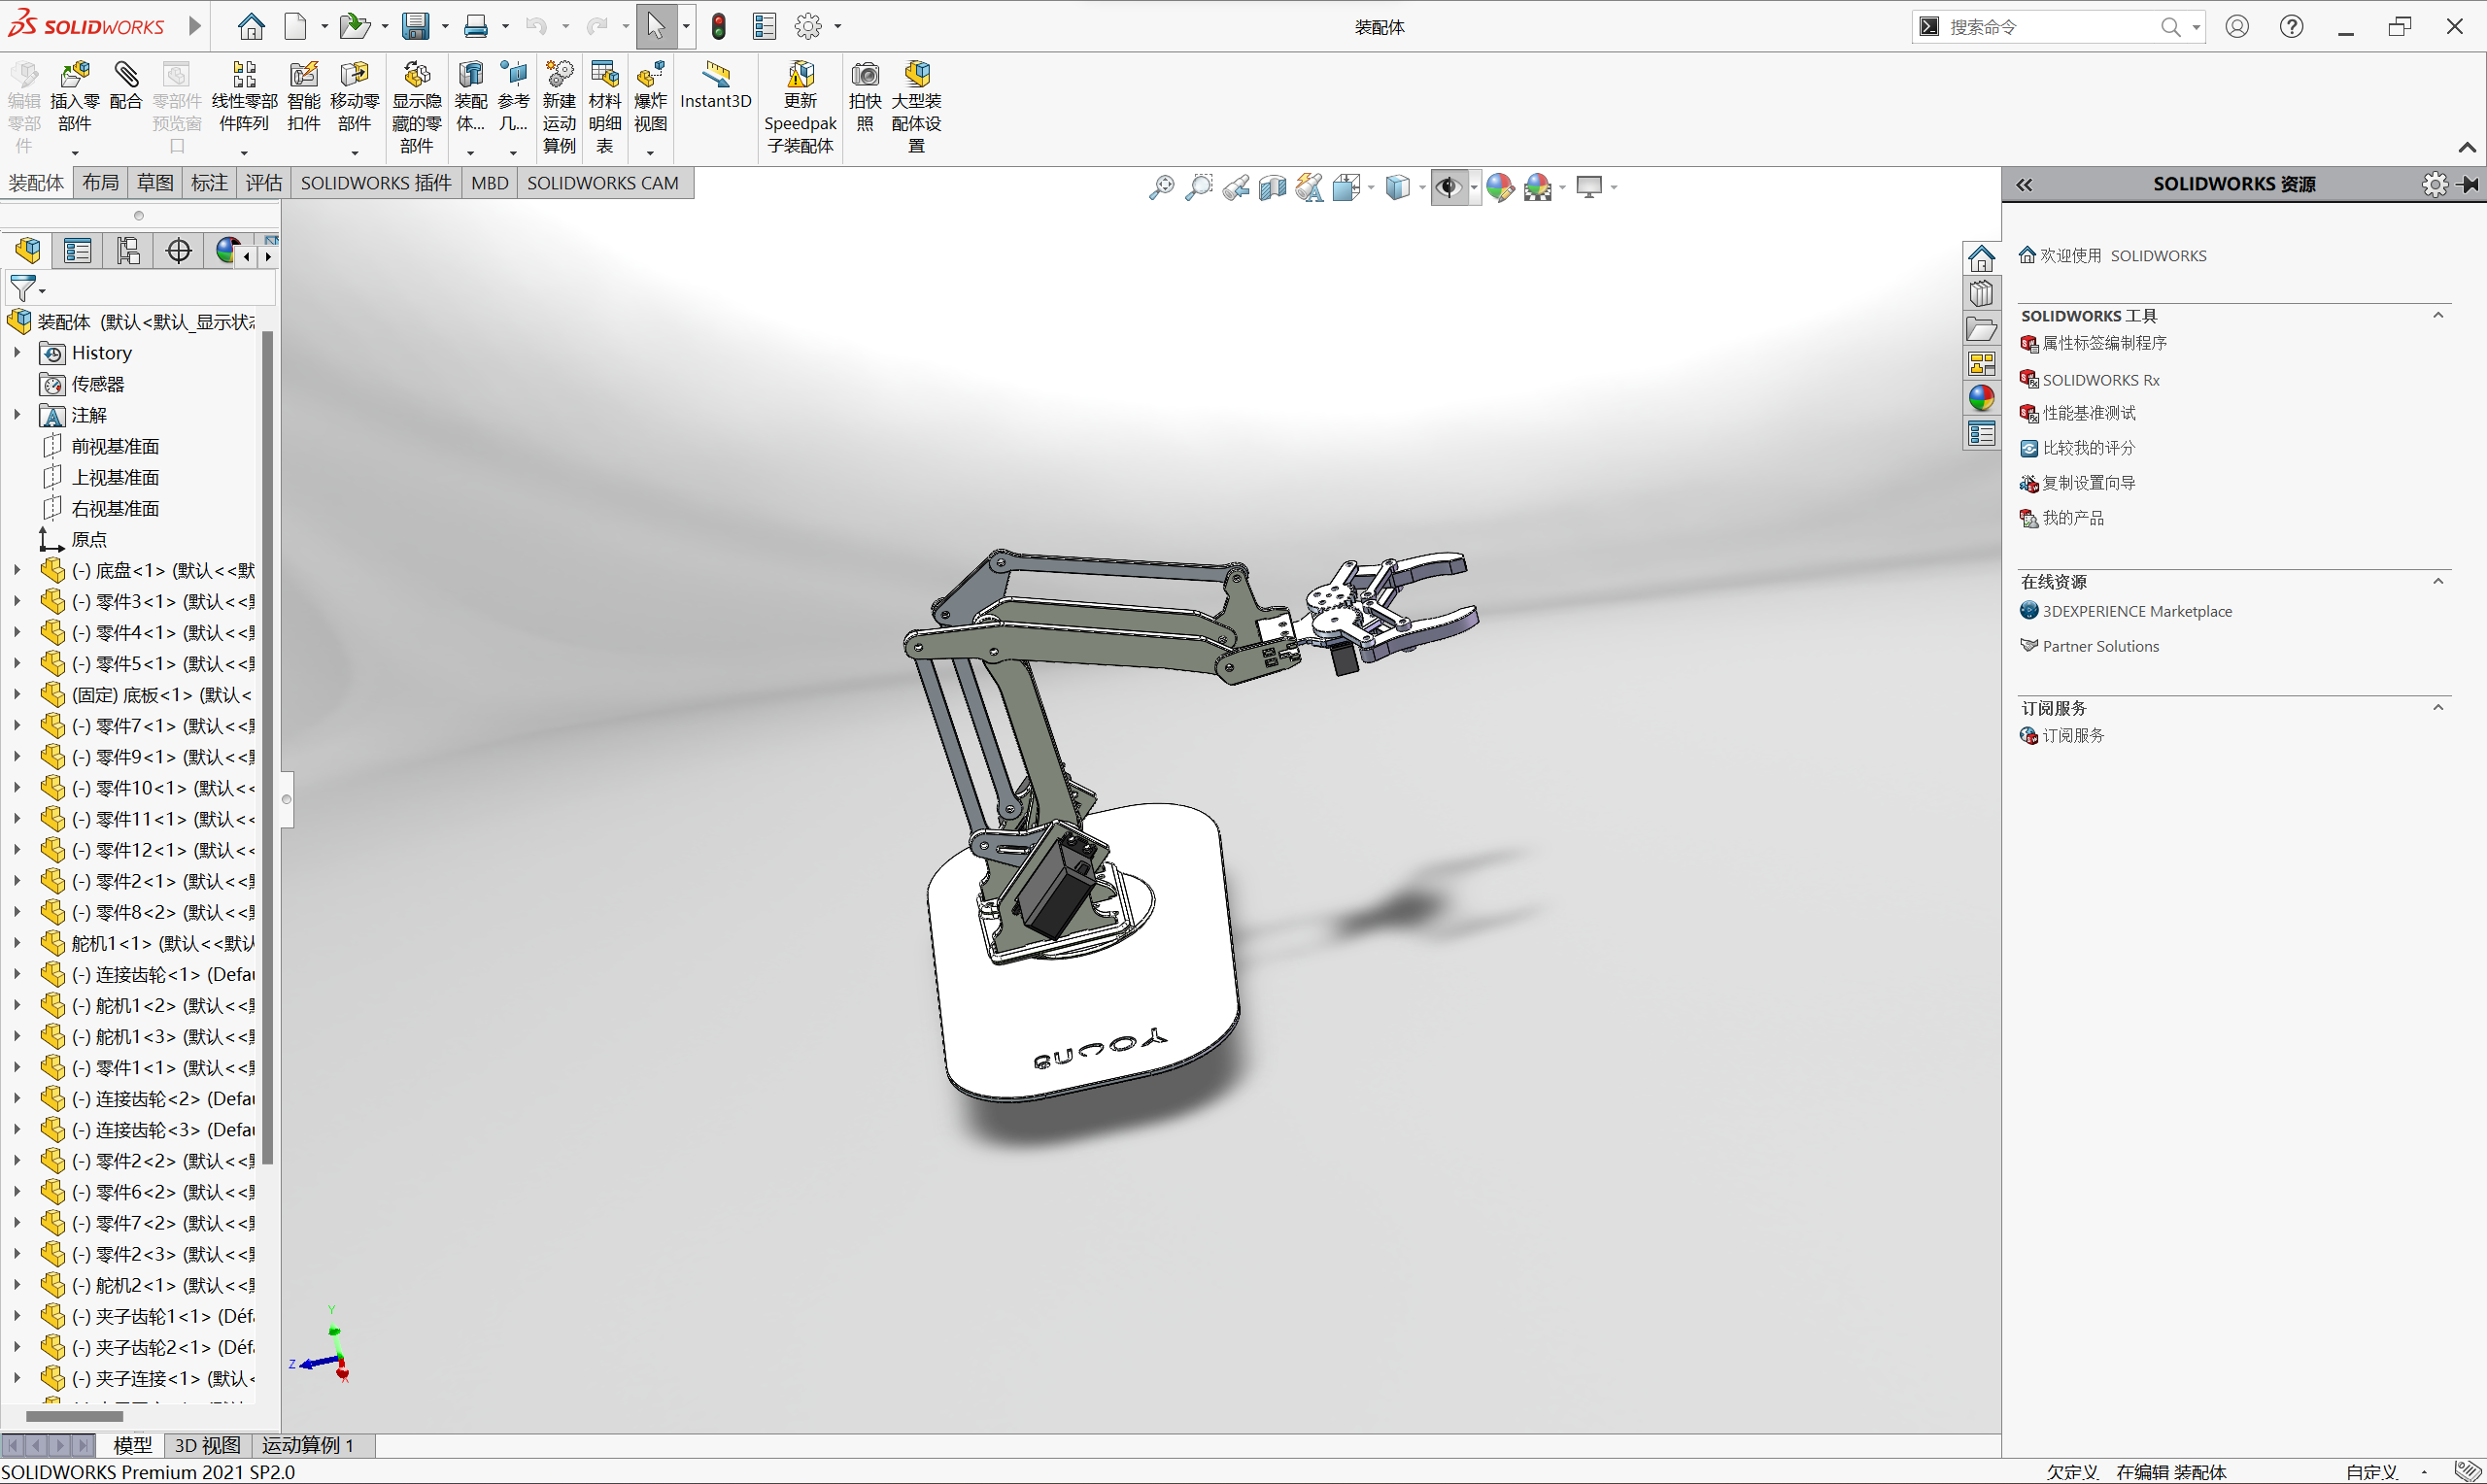 SOLIDWORKS
装配体
搜索命令
编辑零部件
插入零部件
配合
零部件预览窗口
线性零部件阵列
智能扣件
移动零部件
显示隐藏的零部件
装配体...
参考几...
新建运动算例
材料明细表
爆炸视图
Instant3D
更新 Speedpak 子装配体
拍快照
大型装配体设置
装配体 布局 草图 标注 评估 SOLIDWORKS 插件 MBD SOLIDWORKS CAM
装配体 (默认<默认_显示状
History
传感器
注解
前视基准面
上视基准面
右视基准面
原点
(-) 底盘<1> (默认<<默
(-) 零件3<1> (默认<<
(-) 零件4<1> (默认<<
(-) 零件5<1> (默认<<
(固定) 底板<1> (默认<
(-) 零件7<1> (默认<<
(-) 零件9<1> (默认<<
(-) 零件10<1> (默认<<
(-) 零件11<1> (默认<<
(-) 零件12<1> (默认<<
(-) 零件2<1> (默认<<
(-) 零件8<2> (默认<<
舵机1<1> (默认<<默认
(-) 连接齿轮<1> (Defau
(-) 舵机1<2> (默认<<
(-) 舵机1<3> (默认<<
(-) 零件1<1> (默认<<
(-) 连接齿轮<2> (Defau
(-) 连接齿轮<3> (Defau
(-) 零件2<2> (默认<<
(-) 零件6<2> (默认<<
(-) 零件7<2> (默认<<
(-) 零件2<3> (默认<<
(-) 舵机2<1> (默认<<
(-) 夹子齿轮1<1> (Défa
(-) 夹子齿轮2<1> (Défa
(-) 夹子连接<1> (默认<
Y
Z
X
SOLIDWORKS 资源
欢迎使用 SOLIDWORKS
SOLIDWORKS 工具
属性标签编制程序
SOLIDWORKS Rx
性能基准测试
比较我的评分
复制设置向导
我的产品
在线资源
3DEXPERIENCE Marketplace
Partner Solutions
订阅服务
订阅服务
模型 3D 视图 运动算例 1
SOLIDWORKS Premium 2021 SP2.0
欠定义 在编辑 装配体 自定义